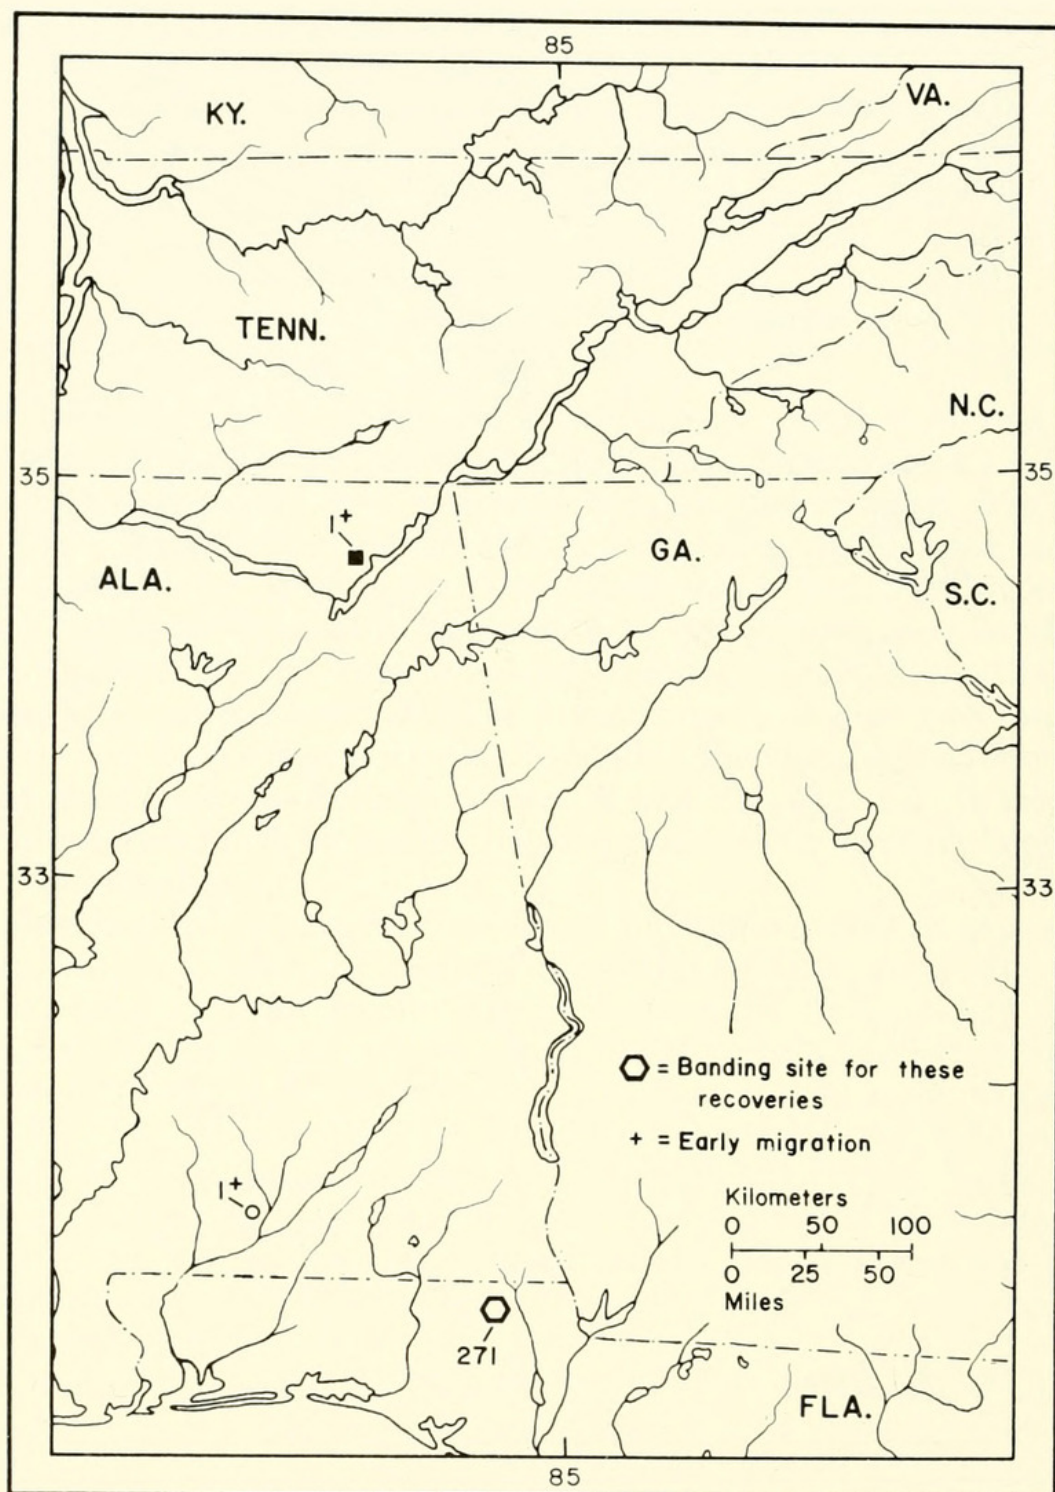 85
KY.
VA.
TENN.
N.C.
35
35
1+
GA.
ALA.
S.C.
33
33
= Banding site for these
recoveries
+ = Early migration
1+
Kilometers
0 50 100
0 25 50
Miles
271
FLA.
85